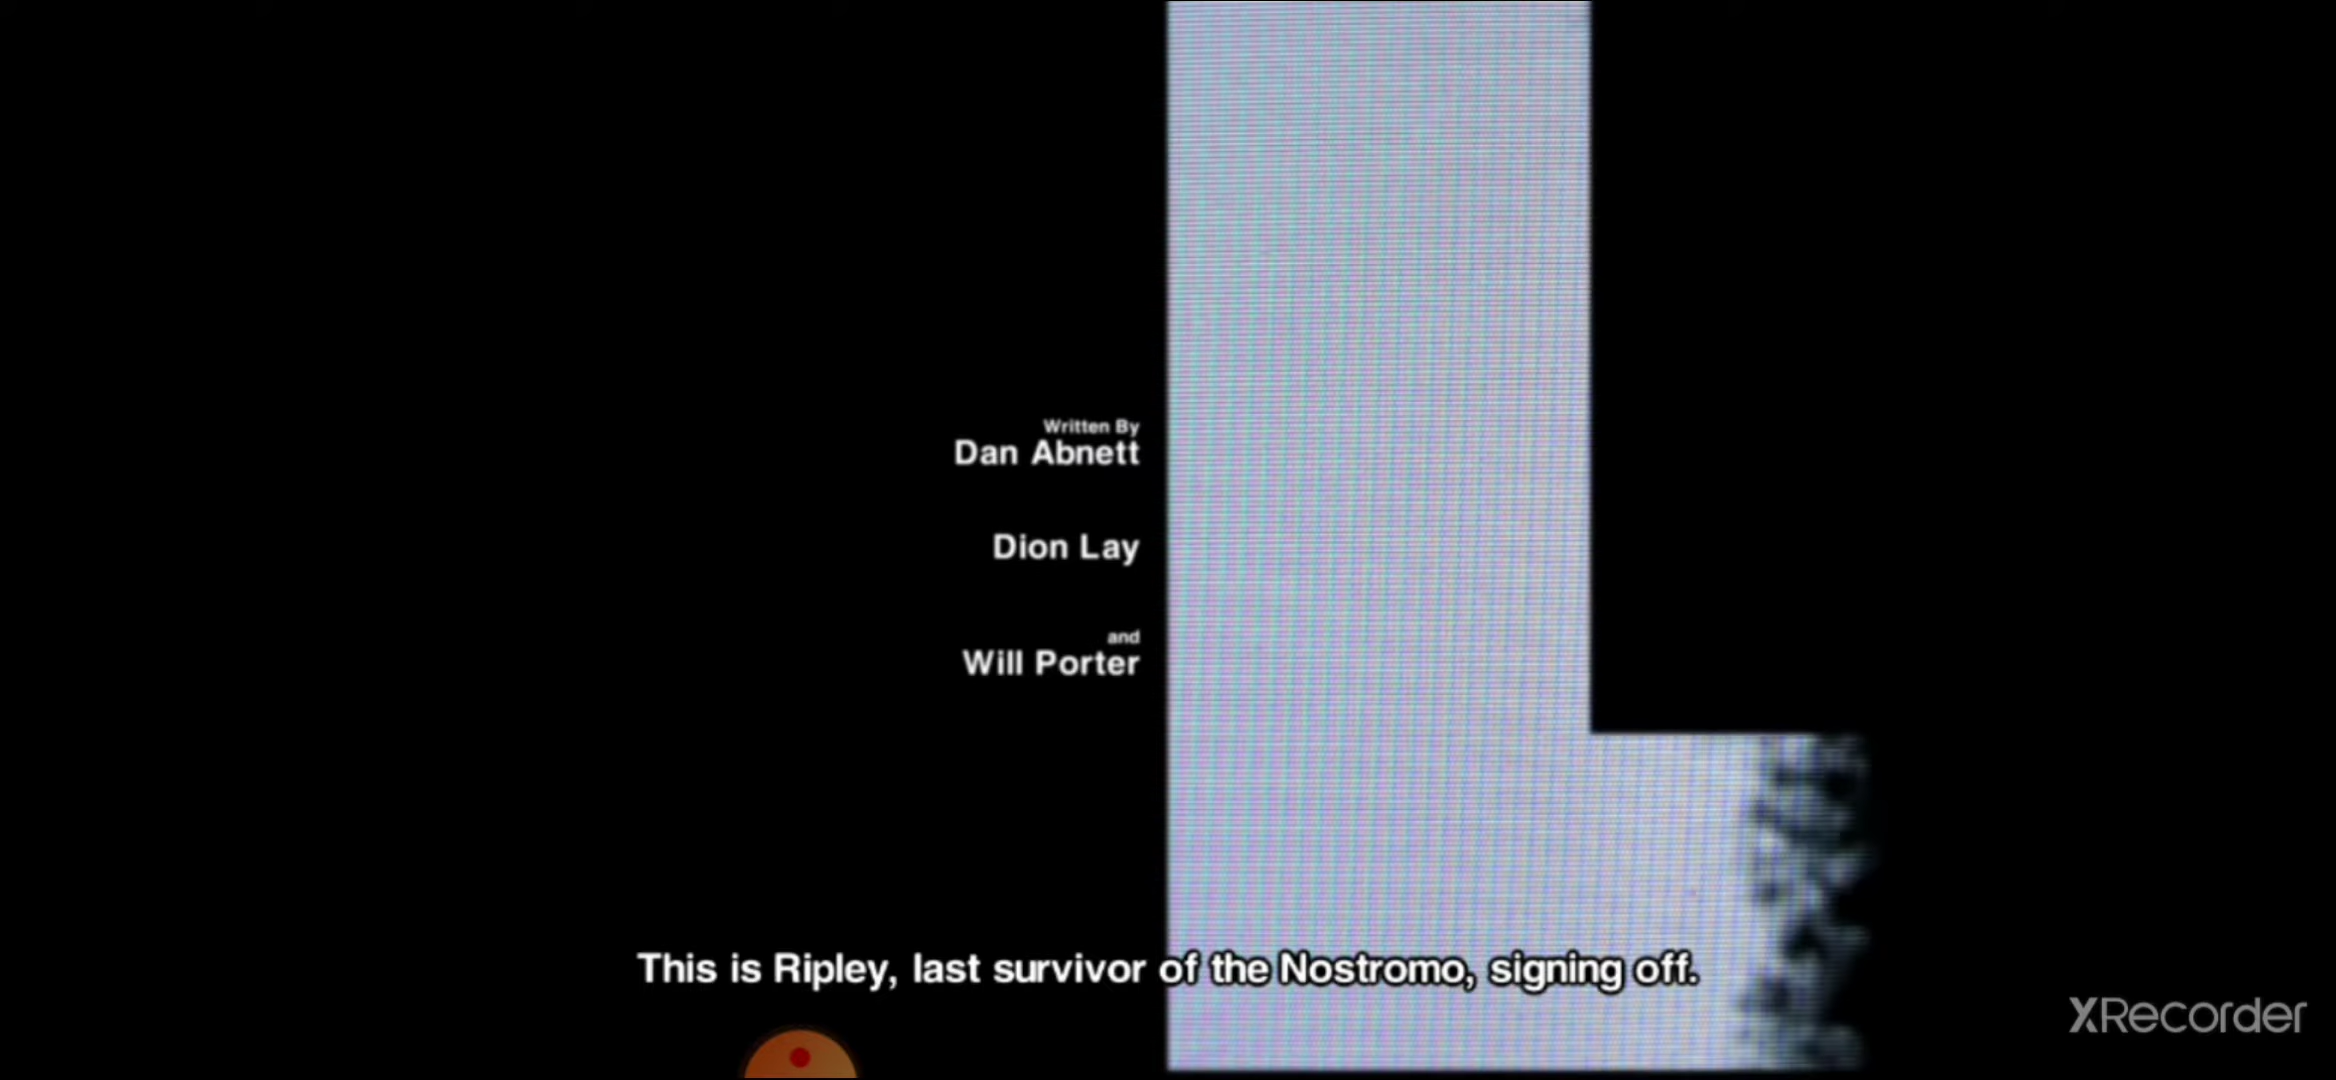 Written By
Dan Abnett
Dion Lay
and
Will Porter
This is Ripley, last survivor of the Nostromo, signing off.
XRecorder